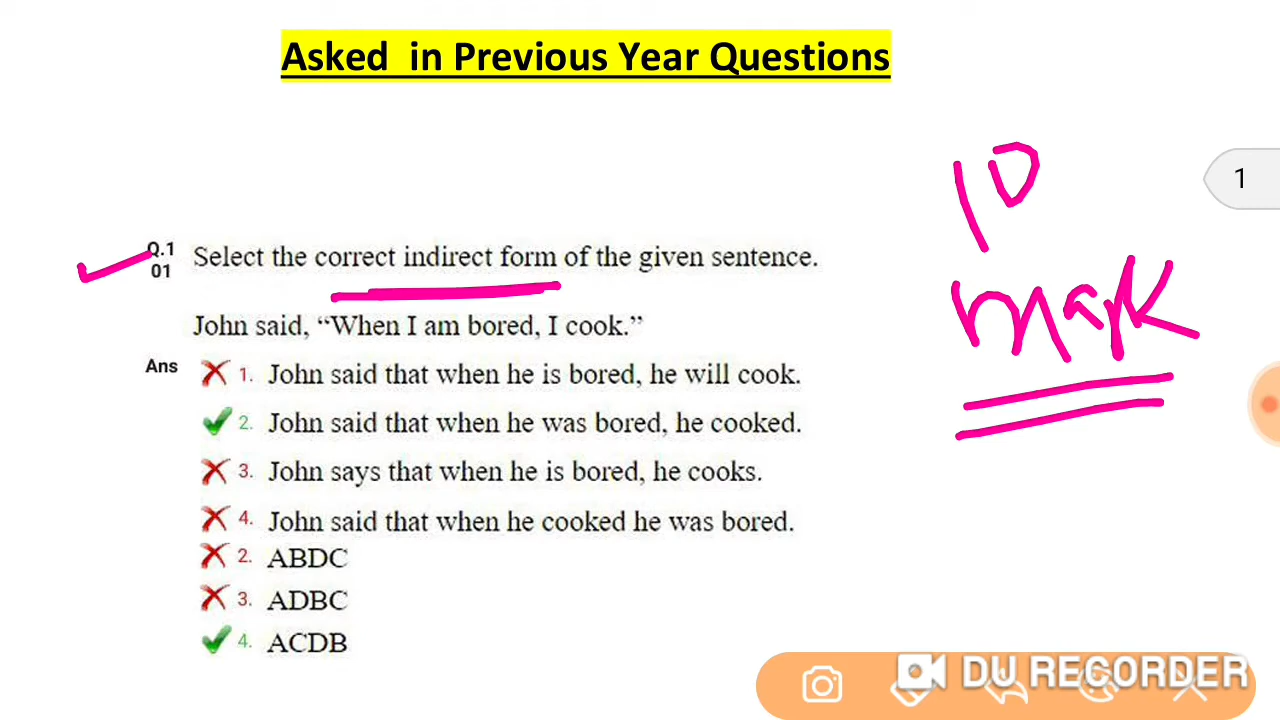 Asked in Previous Year Questions
10
mark
1
Q.1 Select the correct indirect form of the given sentence.
01
John said, “When I am bored, I cook.”
Ans 1. John said that when he is bored, he will cook.
2. John said that when he was bored, he cooked.
3. John says that when he is bored, he cooks.
4. John said that when he cooked he was bored.
2. ABDC
3. ADBC
4. ACDB
DU RECORDER